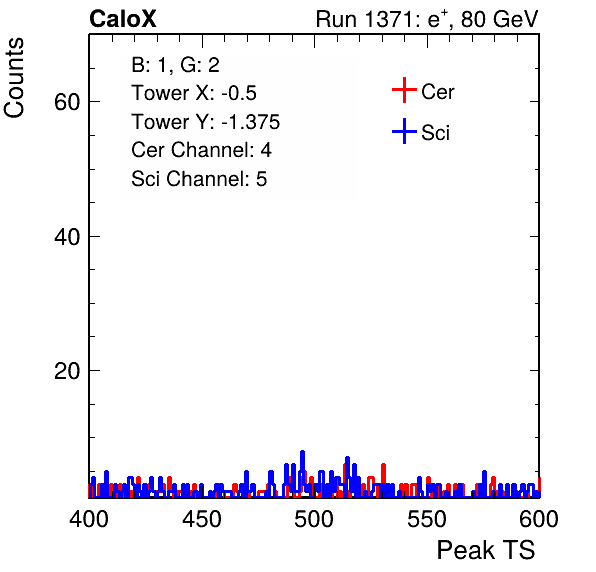 CaloX
Run 1371: e+, 80 GeV
Counts
B: 1, G: 2
Tower X: -0.5
Tower Y: -1.375
Cer Channel: 4
Sci Channel: 5
Cer
Sci
60
40
20
400 450 500 550 600
Peak TS